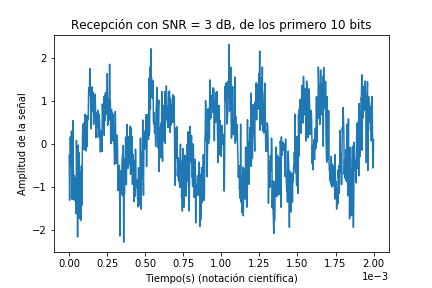 Recepción con SNR = 3 dB, de los primero 10 bits
Amplitud de la señal
2
1
0
−1
−2
0.00 0.25 0.50 0.75 1.00 1.25 1.50 1.75 2.00
1e−3
Tiempo(s) (notación científica)